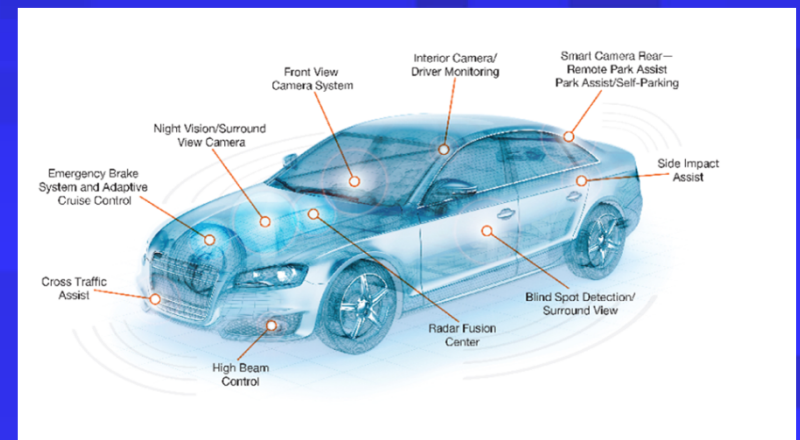 Interior Camera/
Driver Monitoring
Smart Camera Rear—
Remote Park Assist
Park Assist/Self-Parking
Front View
Camera System
Night Vision/Surround
View Camera
Side Impact
Assist
Emergency Brake
System and Adaptive
Cruise Control
Cross Traffic
Assist
Blind Spot Detection/
Surround View
Radar Fusion
Center
High Beam
Control